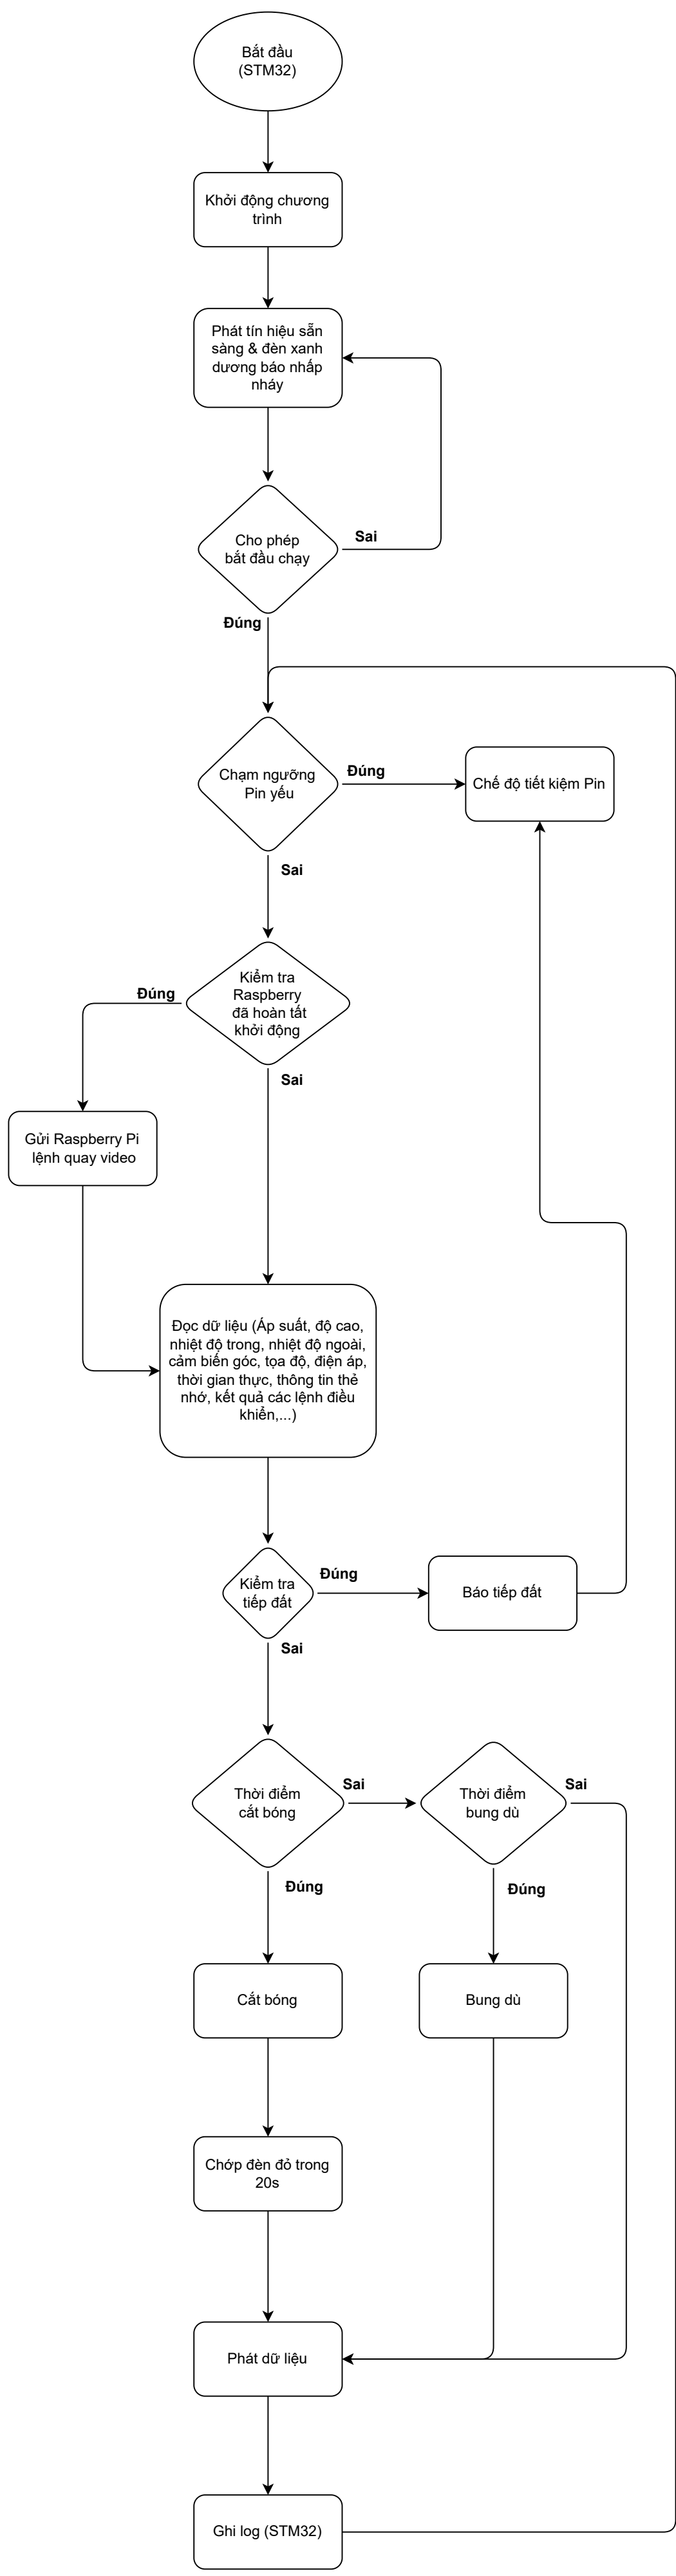 Bắt đầu
(STM32)
Khởi động chương
trình
Phát tín hiệu sẵn
sàng & đèn xanh
dương báo nhấp
nháy
Cho phép
bắt đầu chạy
Sai
Đúng
Chạm ngưỡng
Pin yếu
Đúng
Chế độ tiết kiệm Pin
Sai
Kiểm tra
Raspberry
đã hoàn tất
khởi động
Đúng
Sai
Gửi Raspberry Pi
lệnh quay video
Đọc dữ liệu (Áp suất, độ cao,
nhiệt độ trong, nhiệt độ ngoài,
cảm biến góc, tọa độ, điện áp,
thời gian thực, thông tin thẻ
nhớ, kết quả các lệnh điều
khiển,...)
Kiểm tra
tiếp đất
Đúng
Báo tiếp đất
Sai
Thời điểm
cắt bóng
Sai
Thời điểm
bung dù
Sai
Đúng
Đúng
Cắt bóng
Bung dù
Chớp đèn đỏ trong
20s
Phát dữ liệu
Ghi log (STM32)